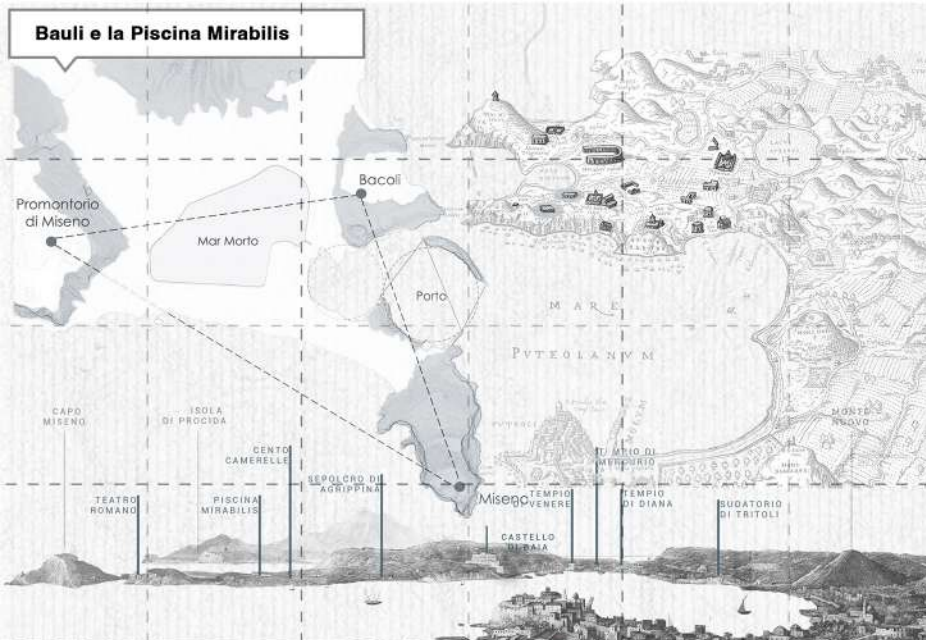 Bauli e la Piscina Mirabilis
Bacoli
Promontorio
di Miseno
Mar Morto
Porto
MARE
PVTEOLANVM
CAPO
MISENO
ISOLA
DI PROCIDA
MONTE
NUOVO
CENTO
CAMERELLE
TEMPIO DI
MERCURIO
SEPOLCRO DI
AGRIPPINA
Miseno
TEATRO
ROMANO
PISCINA
MIRABILIS
TEMPIO
DI VENERE
TEMPIO
DI DIANA
SUDATORIO
DI TRITOLI
CASTELLO
DI BAIA